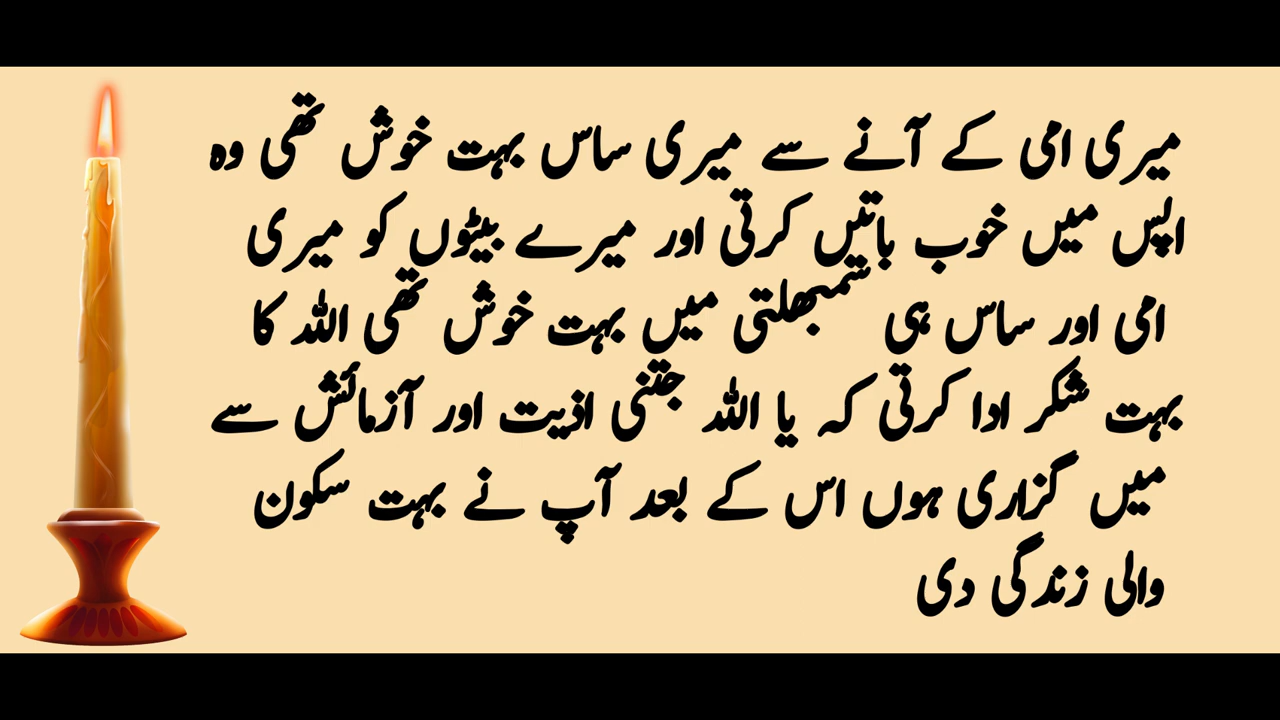 میری امی کے آنے سے میری ساس بہت خوش تھی وہ
اپس میں خوب باتیں کرتی اور میرے بیٹوں کو میری
امی اور ساس ہی سمبھلتی میں بہت خوش تھی اللہ کا
بہت شکر ادا کرتی کہ یا اللہ جتنی اذیت اور آزمائش سے
میں گزاری ہوں اس کے بعد آپ نے بہت سکون
والی زندگی دی